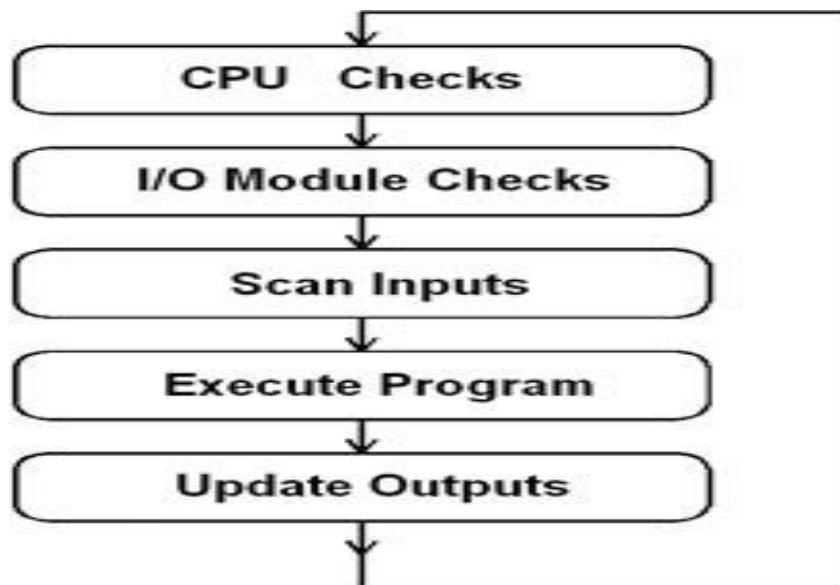 CPU Checks
I/O Module Checks
Scan Inputs
Execute Program
Update Outputs